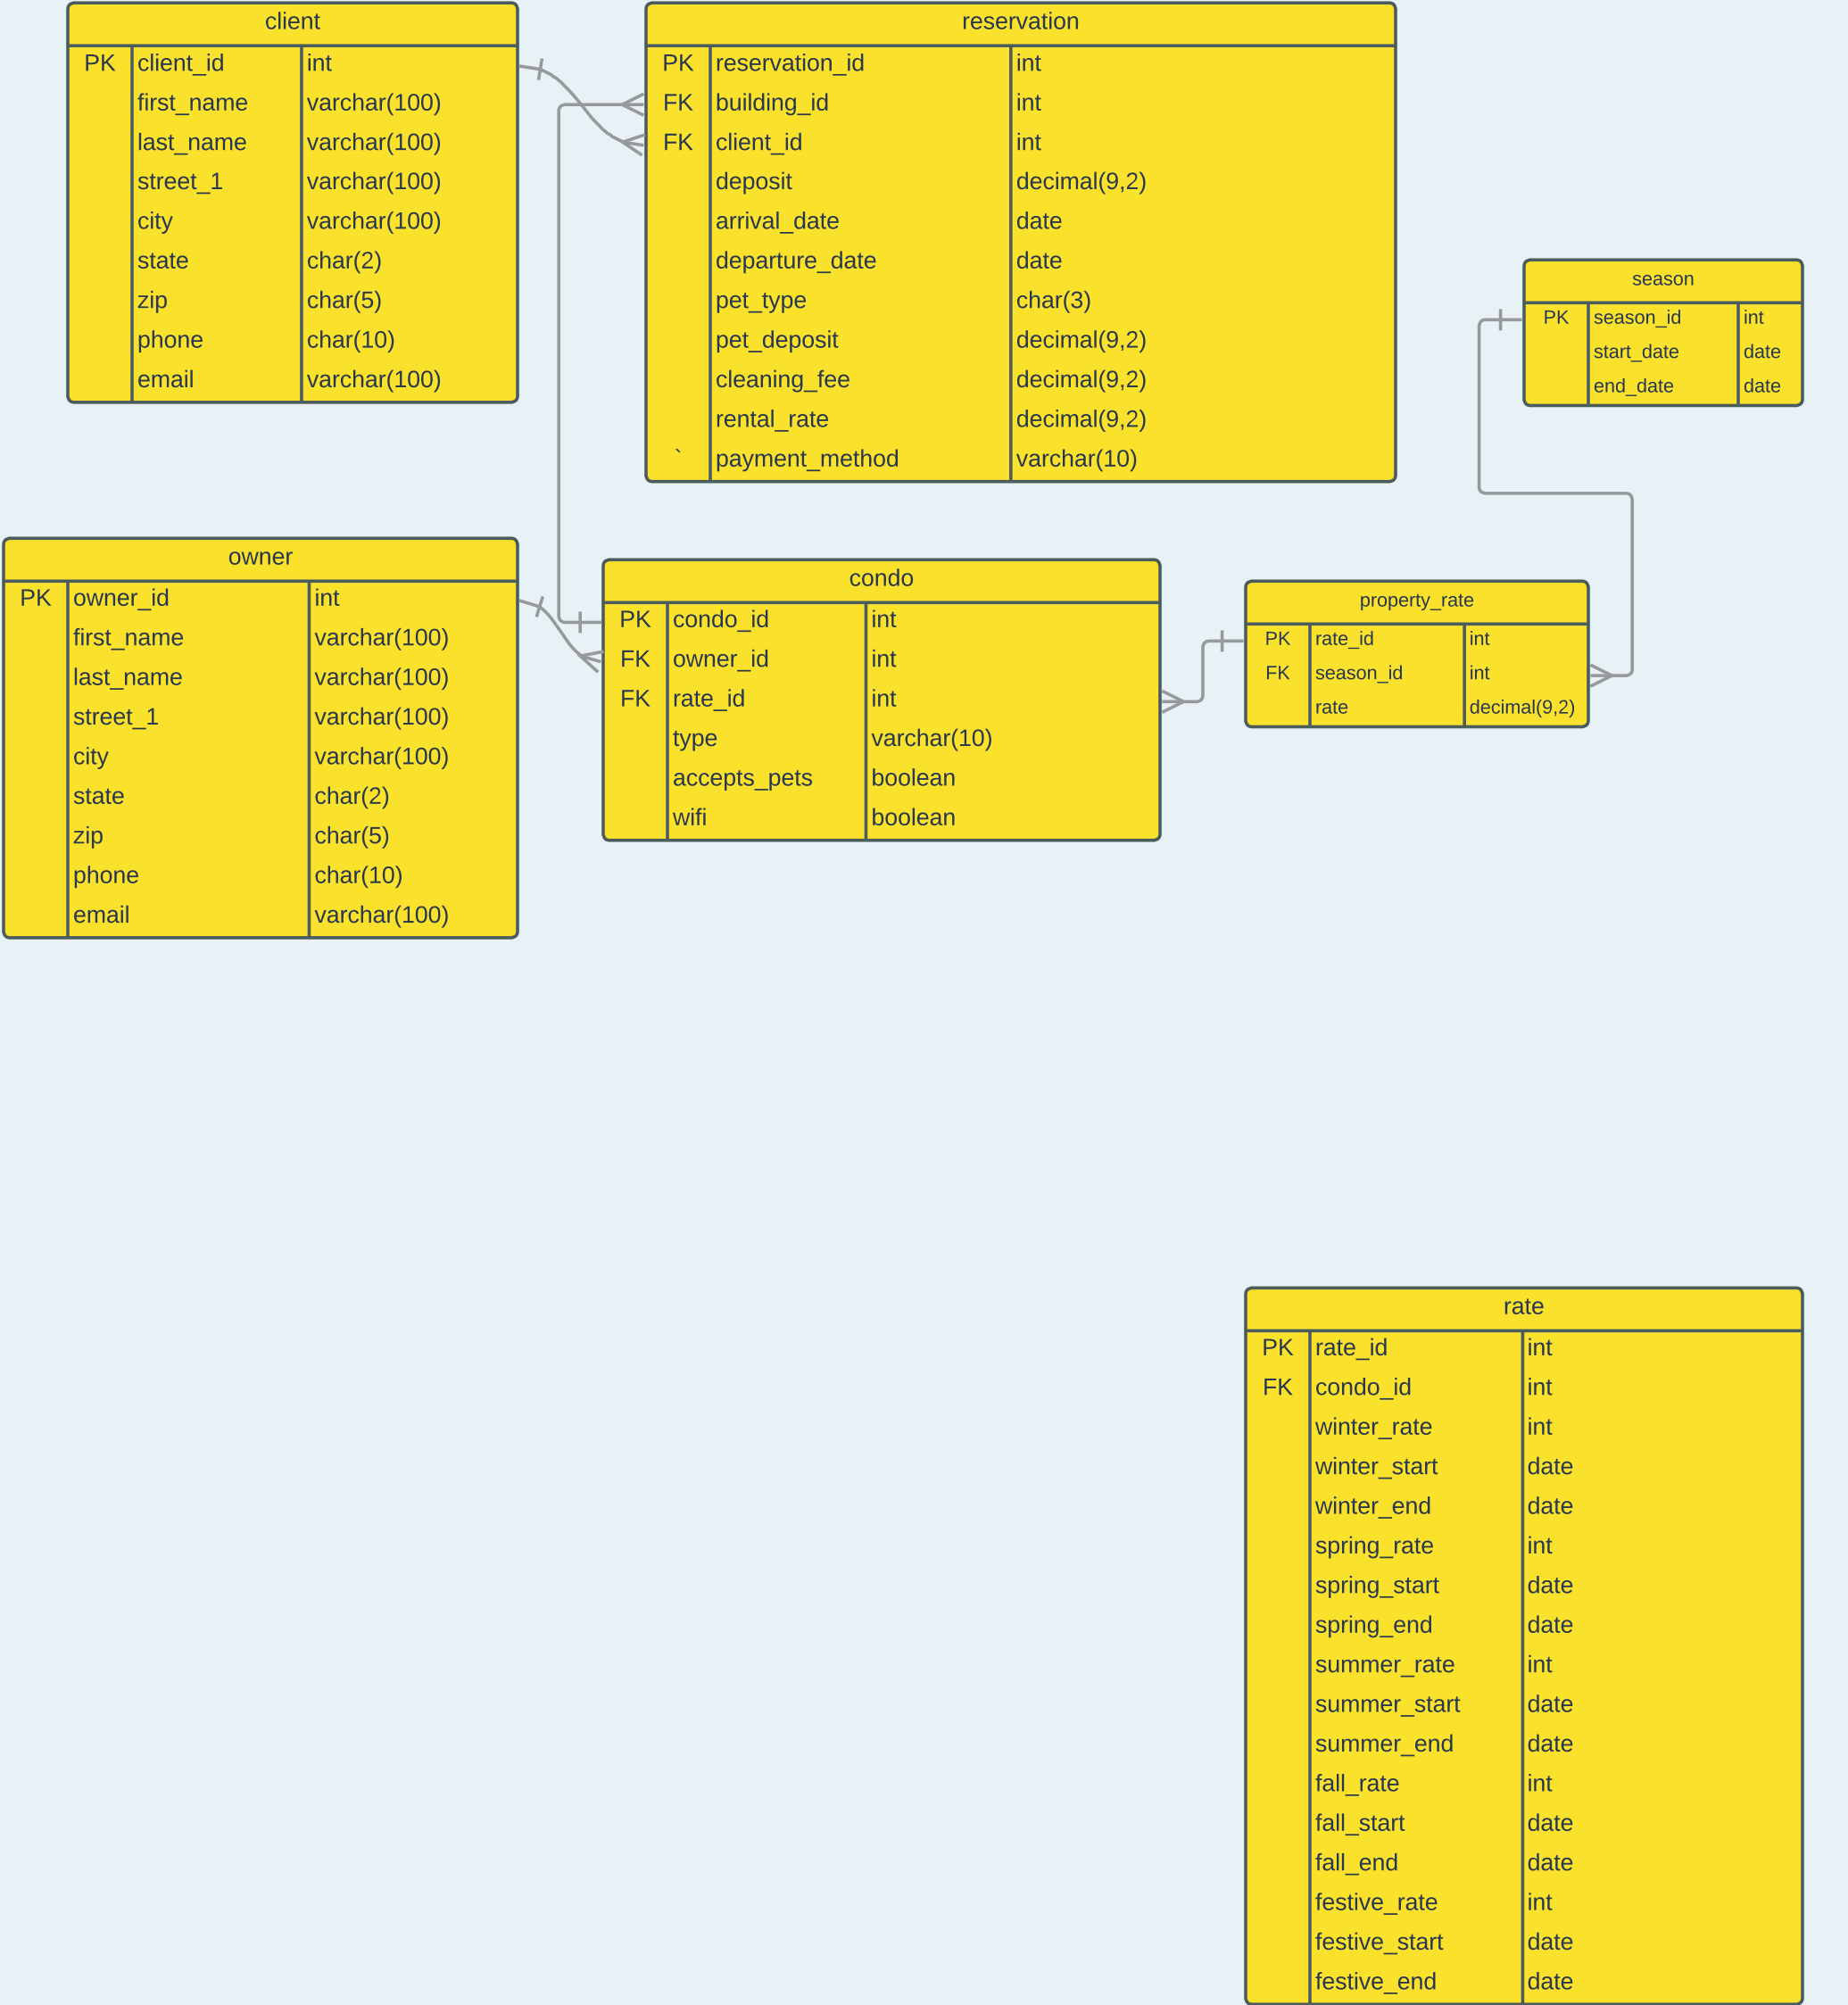 client
PK client_id int
first_name varchar(100)
last_name varchar(100)
street_1 varchar(100)
city varchar(100)
state char(2)
zip char(5)
phone char(10)
email varchar(100)
reservation
PK reservation_id int
FK building_id int
FK client_id int
deposit decimal(9,2)
arrival_date date
departure_date date
pet_type char(3)
pet_deposit decimal(9,2)
cleaning_fee decimal(9,2)
rental_rate decimal(9,2)
` payment_method varchar(10)
season
PK season_id int
start_date date
end_date date
owner
PK owner_id int
first_name varchar(100)
last_name varchar(100)
street_1 varchar(100)
city varchar(100)
state char(2)
zip char(5)
phone char(10)
email varchar(100)
condo
PK condo_id int
FK owner_id int
FK rate_id int
type varchar(10)
accepts_pets boolean
wifi boolean
property_rate
PK rate_id int
FK season_id int
rate decimal(9,2)
rate
PK rate_id int
FK condo_id int
winter_rate int
winter_start date
winter_end date
spring_rate int
spring_start date
spring_end date
summer_rate int
summer_start date
summer_end date
fall_rate int
fall_start date
fall_end date
festive_rate int
festive_start date
festive_end date